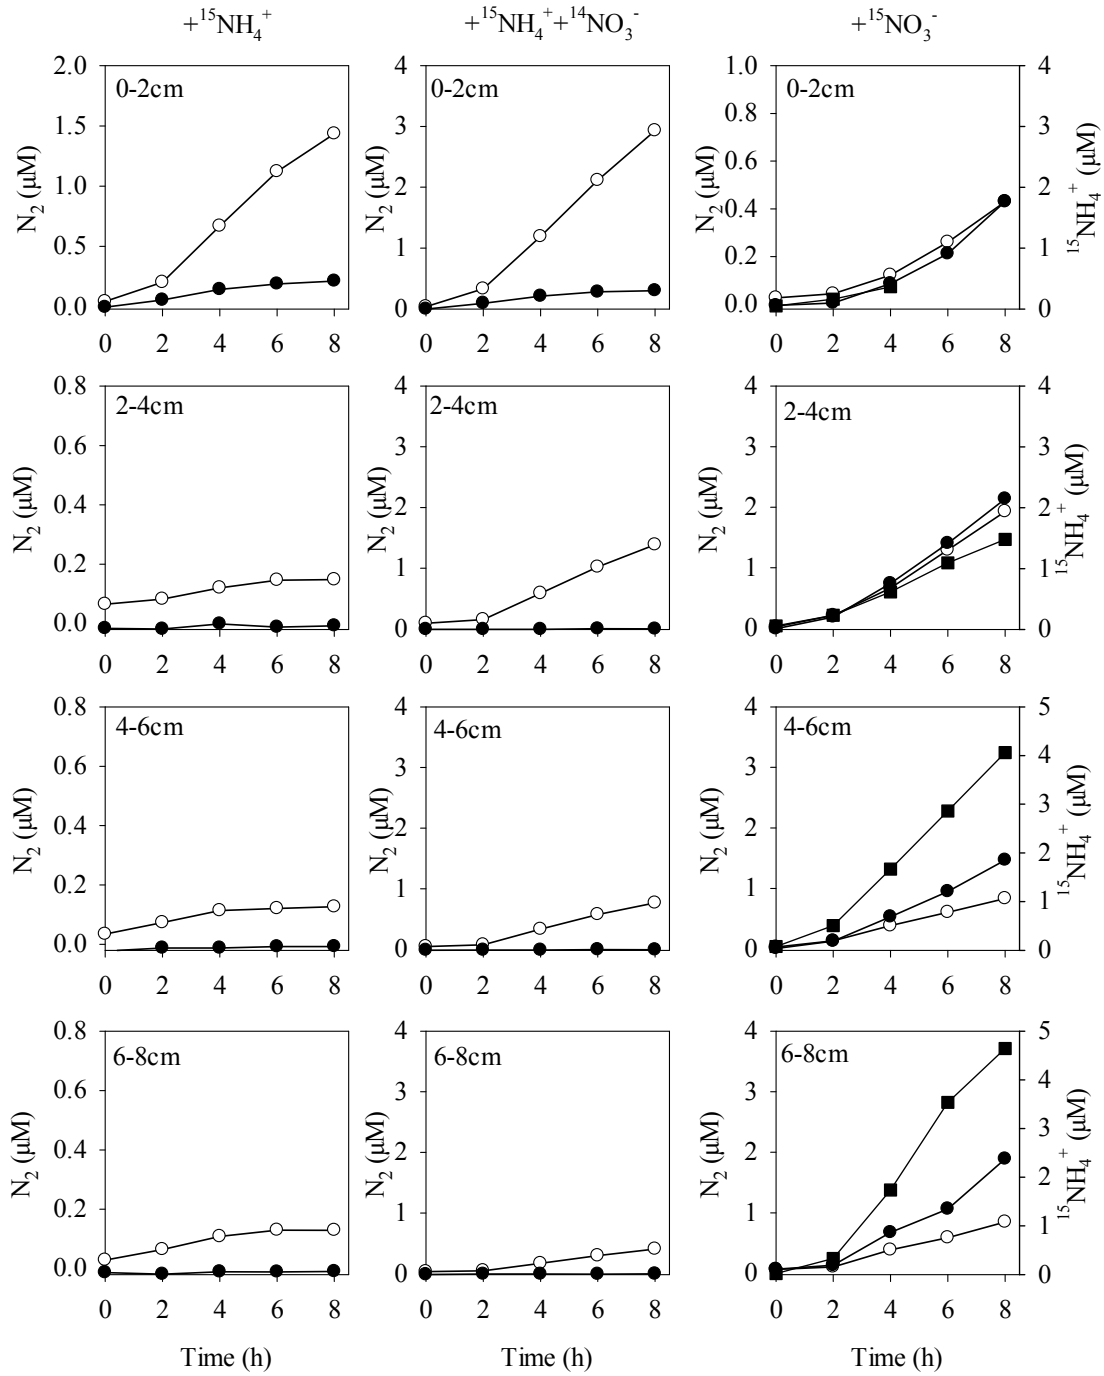 +¹⁵NH₄⁺ +¹⁵NH₄⁺+¹⁴NO₃⁻ +¹⁵NO₃⁻
0-2cm
N₂ (µM)
2.0
1.5
1.0
0.5
0.0
0 2 4 6 8
0-2cm
N₂ (µM)
4
3
2
1
0
0 2 4 6 8
0-2cm
N₂ (µM)
1.0
0.8
0.6
0.4
0.2
0.0
0 2 4 6 8
4
3
2
1
0
¹⁵NH₄⁺ (µM)
2-4cm
N₂ (µM)
0.8
0.6
0.4
0.2
0.0
0 2 4 6 8
2-4cm
N₂ (µM)
4
3
2
1
0
0 2 4 6 8
2-4cm
N₂ (µM)
4
3
2
1
0
0 2 4 6 8
4
3
2
1
0
¹⁵NH₄⁺ (µM)
4-6cm
N₂ (µM)
0.8
0.6
0.4
0.2
0.0
0 2 4 6 8
4-6cm
N₂ (µM)
4
3
2
1
0
0 2 4 6 8
4-6cm
N₂ (µM)
4
3
2
1
0
0 2 4 6 8
5
4
3
2
1
0
¹⁵NH₄⁺ (µM)
6-8cm
N₂ (µM)
0.8
0.6
0.4
0.2
0.0
0 2 4 6 8
Time (h)
6-8cm
N₂ (µM)
4
3
2
1
0
0 2 4 6 8
Time (h)
6-8cm
N₂ (µM)
4
3
2
1
0
0 2 4 6 8
5
4
3
2
1
0
¹⁵NH₄⁺ (µM)
Time (h)